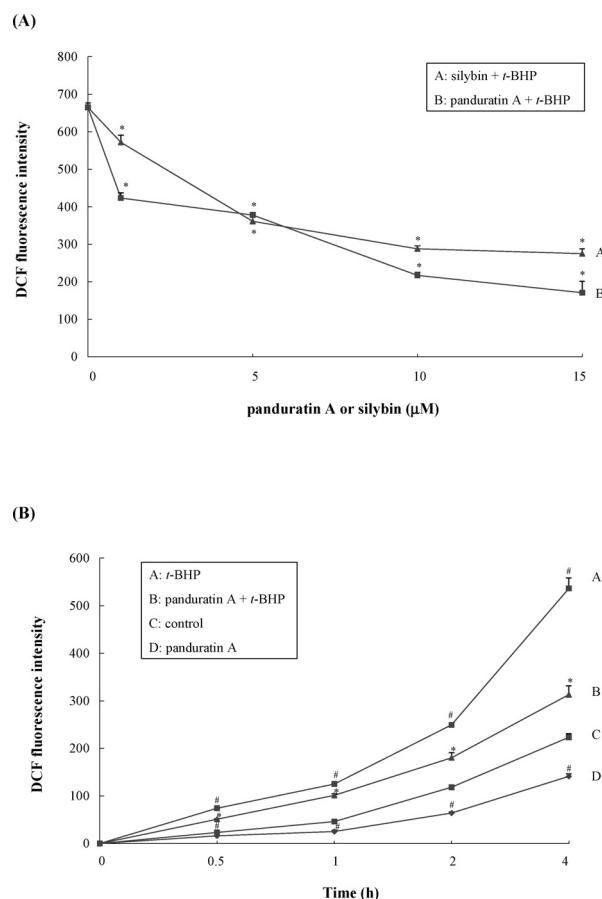 (A)
800
700
600
500
400
300
200
100
0
DCF fluorescence intensity
A: silybin + t-BHP
B: panduratin A + t-BHP
*
*
*
*
*
*
*
*
A
B
0 5 10 15
panduratin A or silybin (μM)
(B)
600
500
400
300
200
100
0
DCF fluorescence intensity
A: t-BHP
B: panduratin A + t-BHP
C: control
D: panduratin A
# A
#
* B
*
C
# D
#
#
*
#
#
*
#
0 0.5 1 2 4
Time (h)